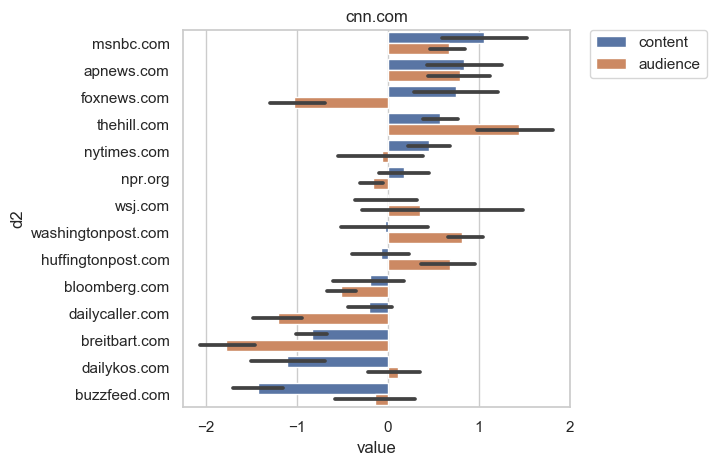 cnn.com
content
audience
msnbc.com
apnews.com
foxnews.com
thehill.com
nytimes.com
npr.org
wsj.com
washingtonpost.com
huffingtonpost.com
bloomberg.com
dailycaller.com
breitbart.com
dailykos.com
buzzfeed.com
d2
−2 −1 0 1 2
value